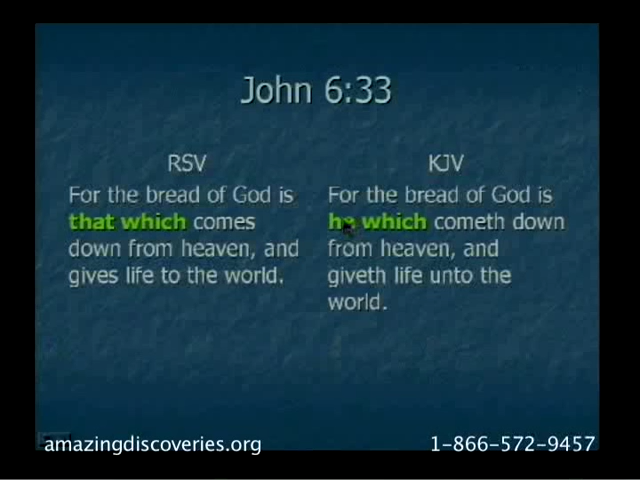 John 6:33
RSV
For the bread of God is
that which comes
down from heaven, and
gives life to the world.
KJV
For the bread of God is
he which cometh down
from heaven, and
giveth life unto the
world.
amazingdiscoveries.org
1-866-572-9457